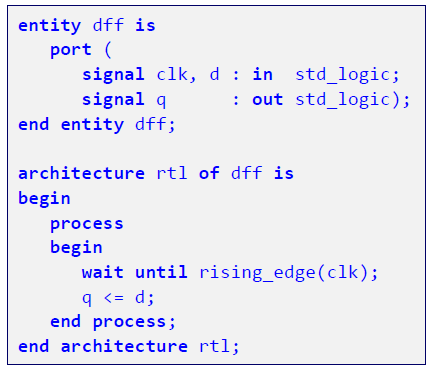 entity dff is
   port (
      signal clk, d : in  std_logic;
      signal q      : out std_logic);
end entity dff;

architecture rtl of dff is
begin
   process
   begin
      wait until rising_edge(clk);
      q <= d;
   end process;
end architecture rtl;